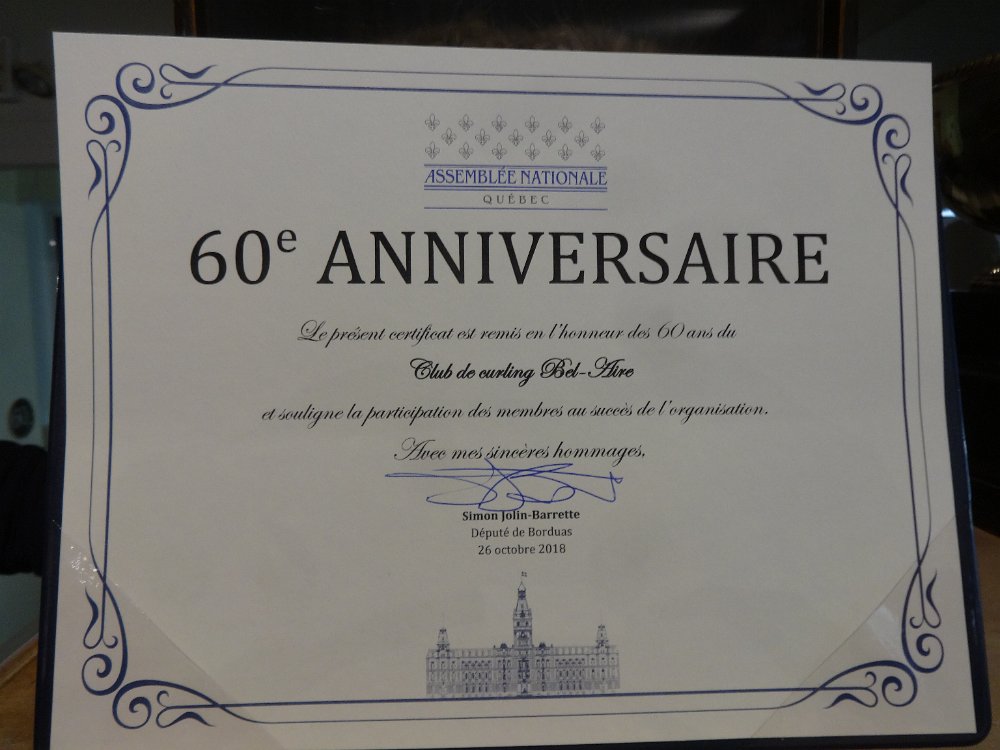 ASSEMBLÉE NATIONALE
QUÉBEC
60e ANNIVERSAIRE
Le présent certificat est remis en l'honneur des 60 ans du
Club de curling Bel-Aire
et souligne la participation des membres au succès de l'organisation.
Avec mes sincères hommages,
Simon Jolin-Barrette
Député de Borduas
26 octobre 2018